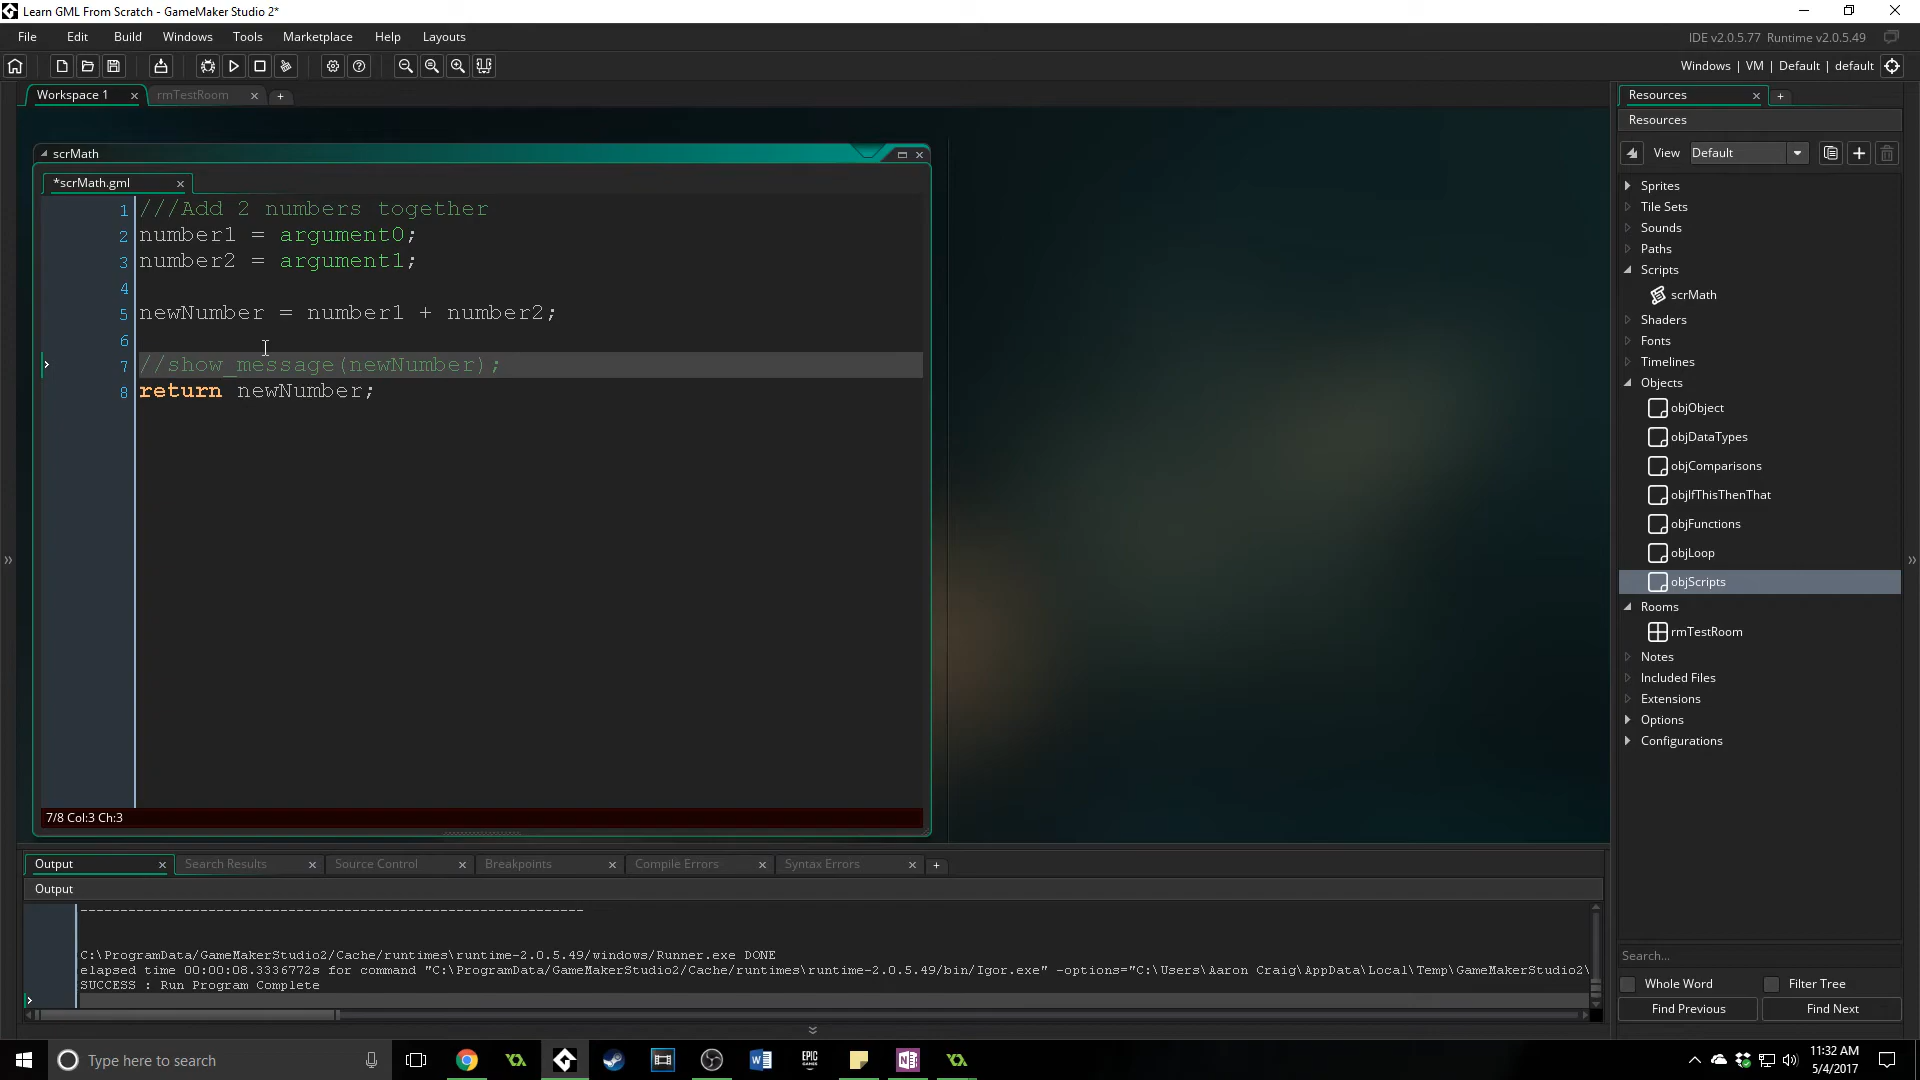 Learn GML From Scratch - GameMaker Studio 2*
File Edit Build Windows Tools Marketplace Help Layouts
IDE v2.0.5.77 Runtime v2.0.5.49
Windows | VM | Default | default
Workspace 1
rmTestRoom
scrMath
*scrMath.gml
1 ///Add 2 numbers together
2 number1 = argument0;
3 number2 = argument1;
4
5 newNumber = number1 + number2;
6
7 //show_message(newNumber);
8 return newNumber;
7/8 Col:3 Ch:3
Resources
Resources
View Default
Sprites
Tile Sets
Sounds
Paths
Scripts
scrMath
Shaders
Fonts
Timelines
Objects
objObject
objDataTypes
objComparisons
objIfThisThenThat
objFunctions
objLoop
objScripts
Rooms
rmTestRoom
Notes
Included Files
Extensions
Options
Configurations
Search...
Whole Word
Filter Tree
Find Previous
Find Next
Output
Search Results
Source Control
Breakpoints
Compile Errors
Syntax Errors
Output
----------------------------------------------------------------
C:\ProgramData/GameMakerStudio2/Cache/runtimes\runtime-2.0.5.49/windows/Runner.exe DONE
elapsed time 00:00:08.3336772s for command "C:\ProgramData/GameMakerStudio2/Cache/runtimes\runtime-2.0.5.49/bin/Igor.exe" -options="C:\Users\Aaron Craig\AppData\Local\Temp\GameMakerStudio2\
SUCCESS : Run Program Complete
Type here to search
EPIC GAMES
11:32 AM
5/4/2017